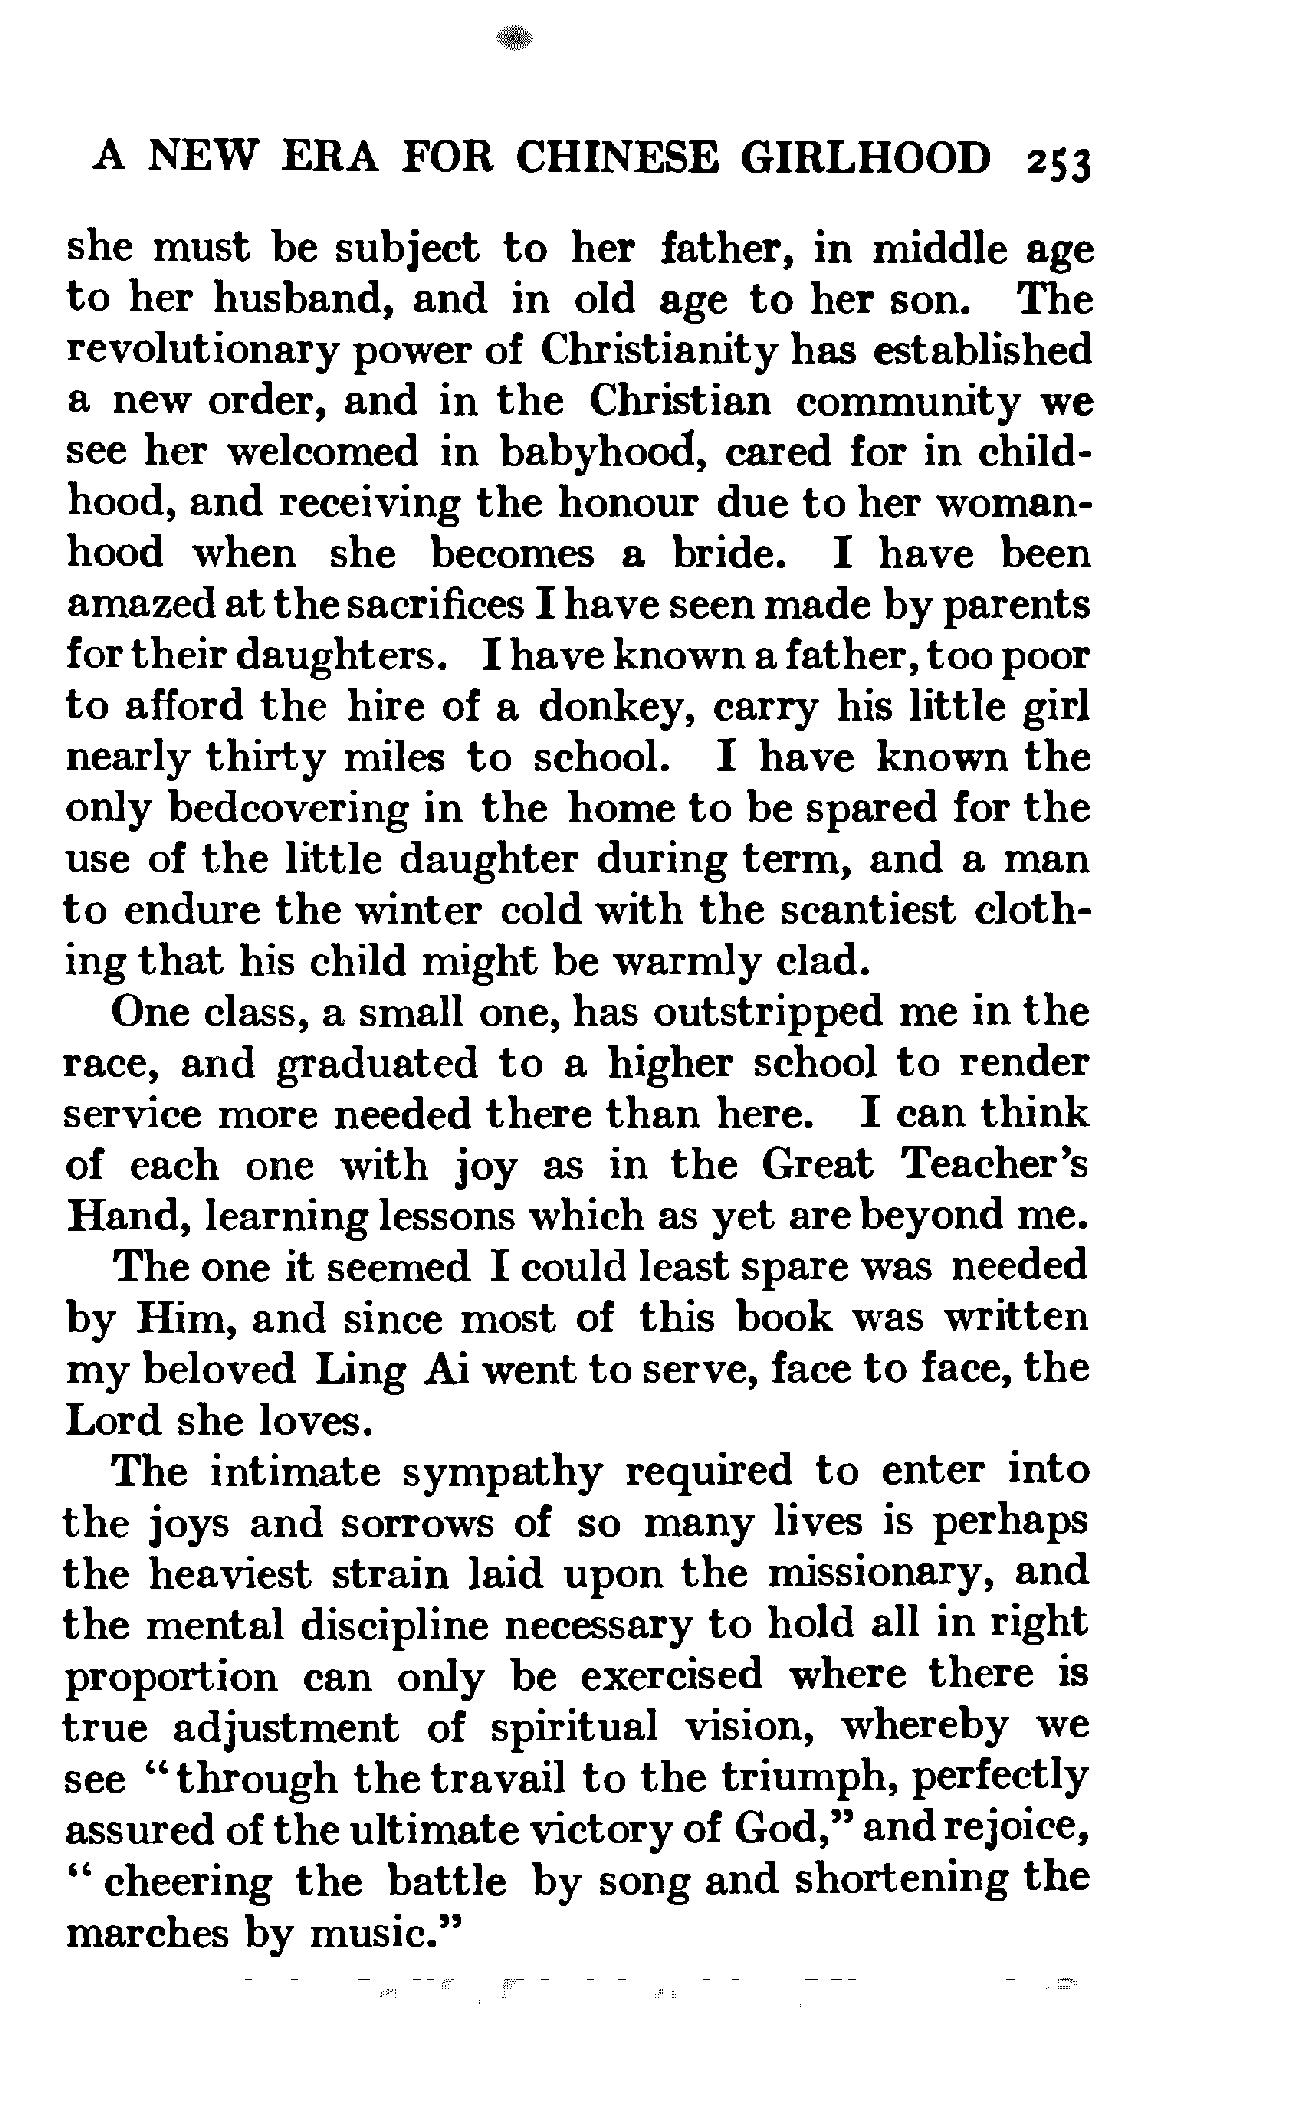 A NEW ERA FOR CHINESE GIRLHOOD 253
she must be subject to her father, in middle age
to her husband, and in old age to her son. The
revolutionary power of Christianity has established
a new order, and in the Christian community we
see her welcomed in babyhood, cared for in child-
hood, and receiving the honour due to her woman-
hood when she becomes a bride. I have been
amazed at the sacrifices I have seen made by parents
for their daughters. I have known a father, too poor
to afford the hire of a donkey, carry his little girl
nearly thirty miles to school. I have known the
only bedcovering in the home to be spared for the
use of the little daughter during term, and a man
to endure the winter cold with the scantiest cloth-
ing that his child might be warmly clad.
One class, a small one, has outstripped me in the
race, and graduated to a higher school to render
service more needed there than here. I can think
of each one with joy as in the Great Teacher's
Hand, learning lessons which as yet are beyond me.
The one it seemed I could least spare was needed
by Him, and since most of this book was written
my beloved Ling Ai went to serve, face to face, the
Lord she loves.
The intimate sympathy required to enter into
the joys and sorrows of so many lives is perhaps
the heaviest strain laid upon the missionary, and
the mental discipline necessary to hold all in right
proportion can only be exercised where there is
true adjustment of spiritual vision, whereby we
see "through the travail to the triumph, perfectly
assured of the ultimate victory of God," and rejoice,
"cheering the battle by song and shortening the
marches by music."